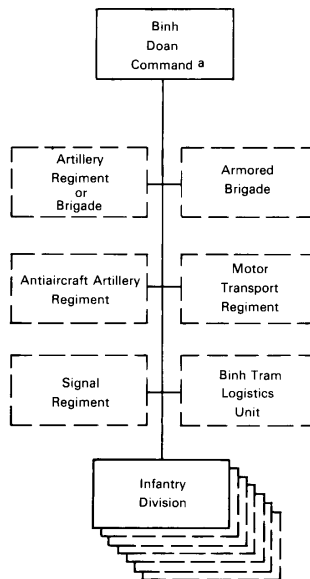 Binh
Doan
Command a
Artillery
Regiment
or
Brigade
Armored
Brigade
Antiaircraft Artillery
Regiment
Motor
Transport
Regiment
Signal
Regiment
Binh Tram
Logistics
Unit
Infantry
Division